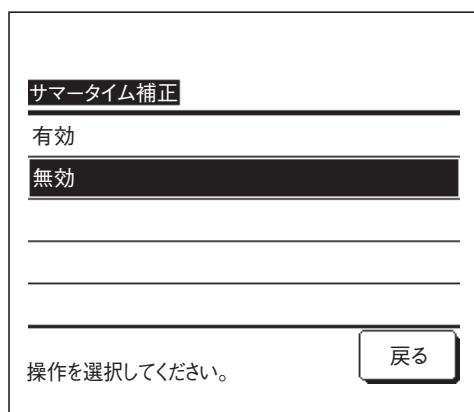 サマータイム補正
有効
無効
操作を選択してください。
戻る